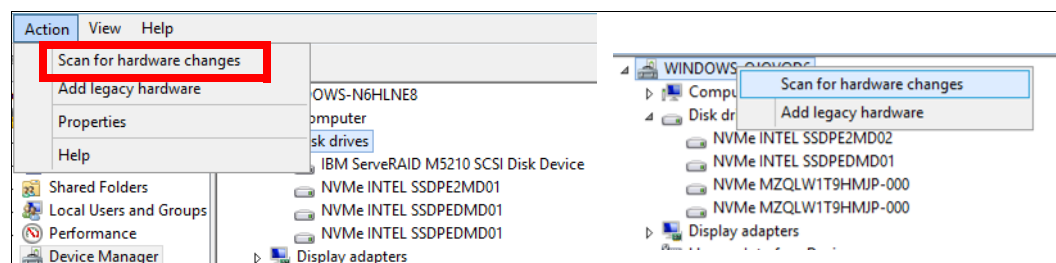 Action View Help
Scan for hardware changes
Add legacy hardware
Properties
Help
Shared Folders
Local Users and Groups
Performance
Device Manager
OWS-N6HLNE8
omputer
sk drives
IBM ServeRAID M5210 SCSI Disk Device
NVMe INTEL SSDPE2MD01
NVMe INTEL SSDPEDMD01
NVMe INTEL SSDPEDMD01
Display adapters
Scan for hardware changes
Add legacy hardware
Compu
Disk dr
NVMe INTEL SSDPE2MD02
NVMe INTEL SSDPEDMD01
NVMe MZQLW1T9HMJP-000
NVMe MZQLW1T9HMJP-000
Display adapters